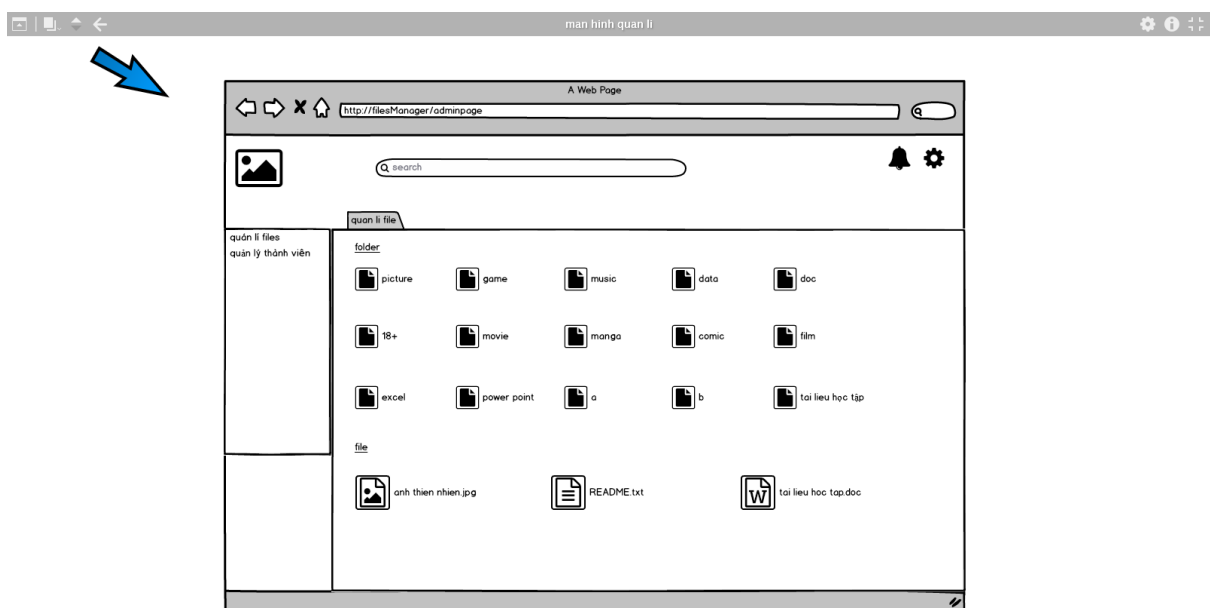 man hinh quan li
A Web Page
http://filesManager/adminpage
search
quan li file
quản lí files
quản lý thành viên
folder
picture game music data doc
18+ movie manga comic film
excel power point a b tai lieu học tập
file
anh thien nhien.jpg README.txt tai lieu hoc tap.doc